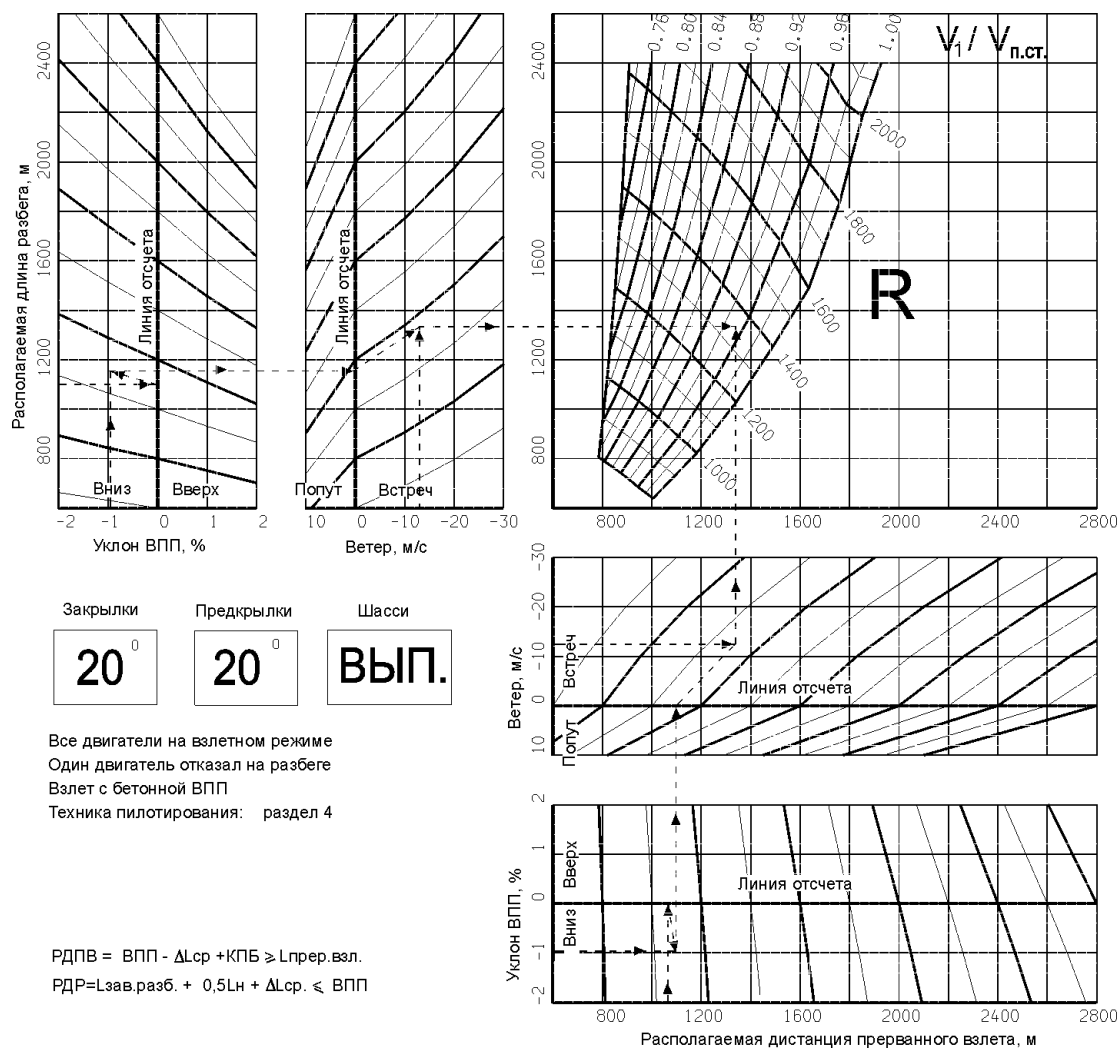 V₁ / Vп.ст.
0.76 0.80 0.84 0.88 0.92 0.96 1.00
Располагаемая длина разбега, м
2400
2000
1600
1200
800
Линия отсчета
Линия отсчета
R
2000
1800
1600
1400
1200
1000
Вниз Вверх
Попут Встреч
-2 -1 0 2 2
Уклон ВПП, %
10 0 -10 -20 -30
Ветер, м/с
800 1200 1600 2000 2400 2800
Закрылки
20°
Предкрылки
20°
Шасси
ВЫП.
Ветер, м/с
-30
-20
-10
0
10
Встреч
Попут
Линия отсчета
Все двигатели на взлетном режиме
Один двигатель отказал на разбеге
Взлет с бетонной ВПП
Техника пилотирования: раздел 4
Уклон ВПП, %
2
1
0
-1
-2
Вверх
Вниз
Линия отсчета
РДПВ = ВПП - ΔLср +КПБ ⩾ Lпрер.взл.
РДР=Lзав.разб. + 0,5Lн + ΔLср. ⩽ ВПП
800 1200 1600 2000 2400 2800
Располагаемая дистанция прерванного взлета, м